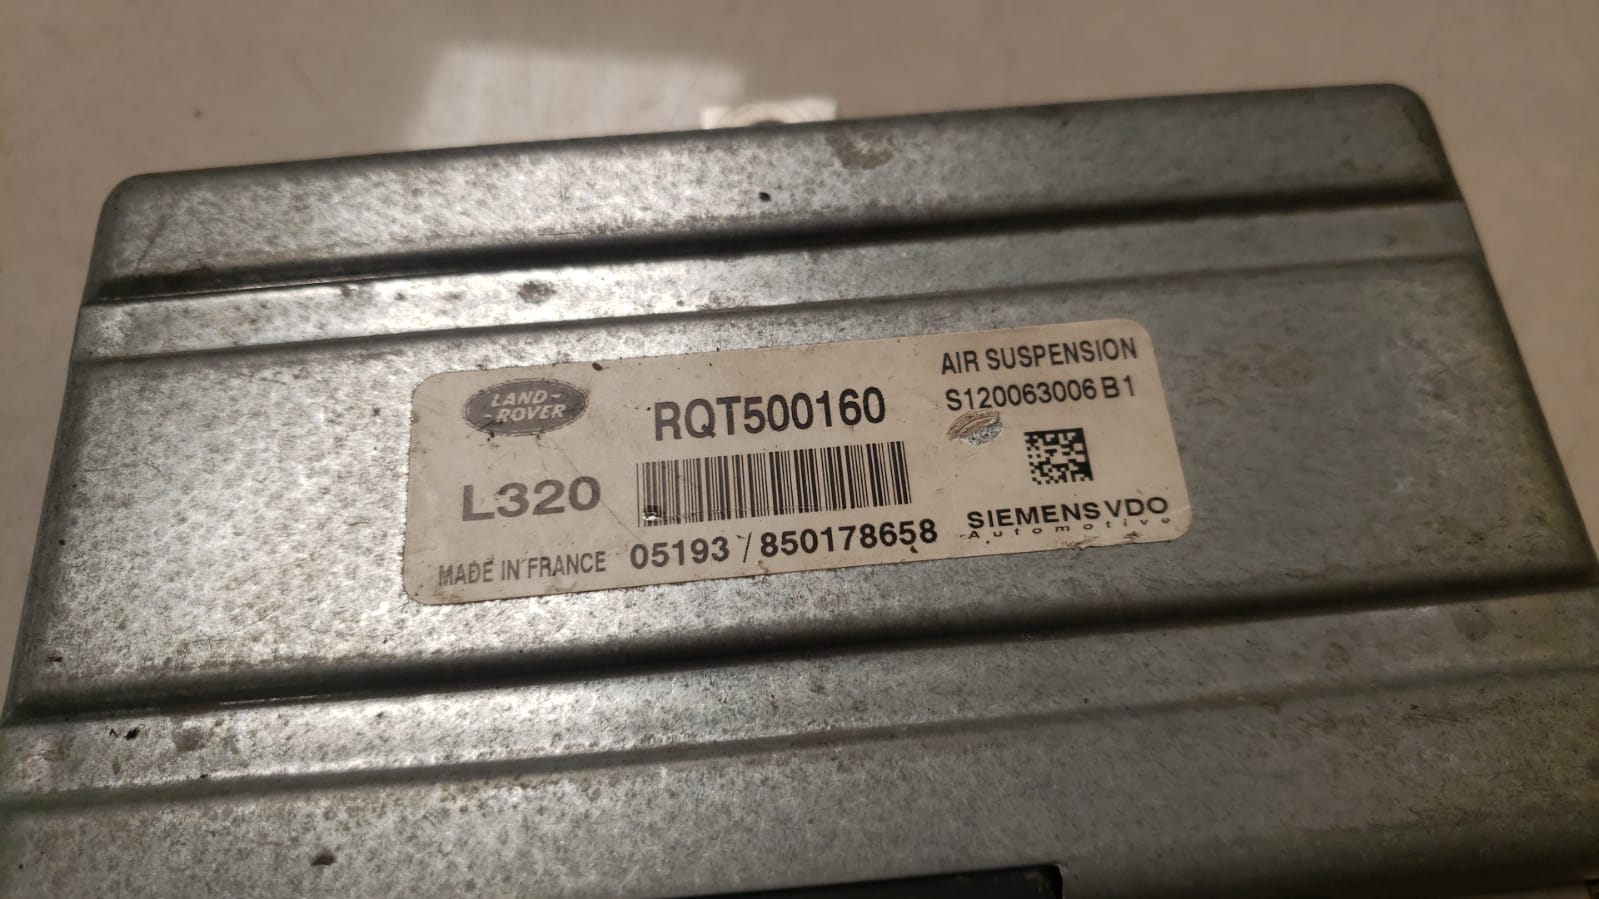 LAND-
-ROVER
RQT500160
AIR SUSPENSION
S120063006 B1
L320
SIEMENS VDO
Automotive
MADE IN FRANCE 05193 / 850178658